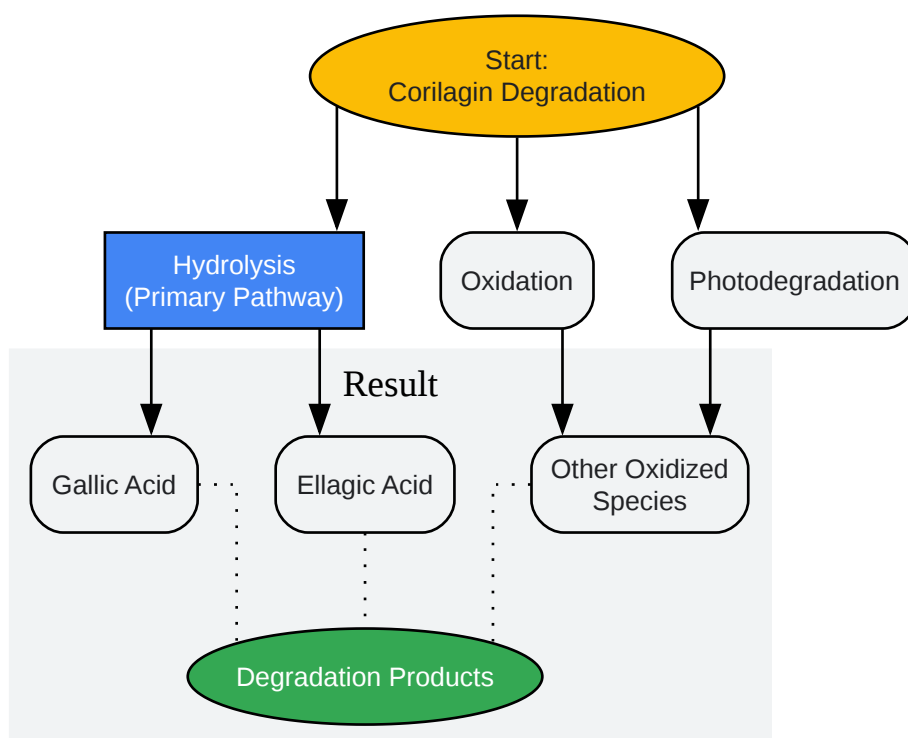 Start:
Corilagin Degradation
Hydrolysis
(Primary Pathway)
Oxidation
Photodegradation
Result
Gallic Acid
Ellagic Acid
Other Oxidized
Species
Degradation Products